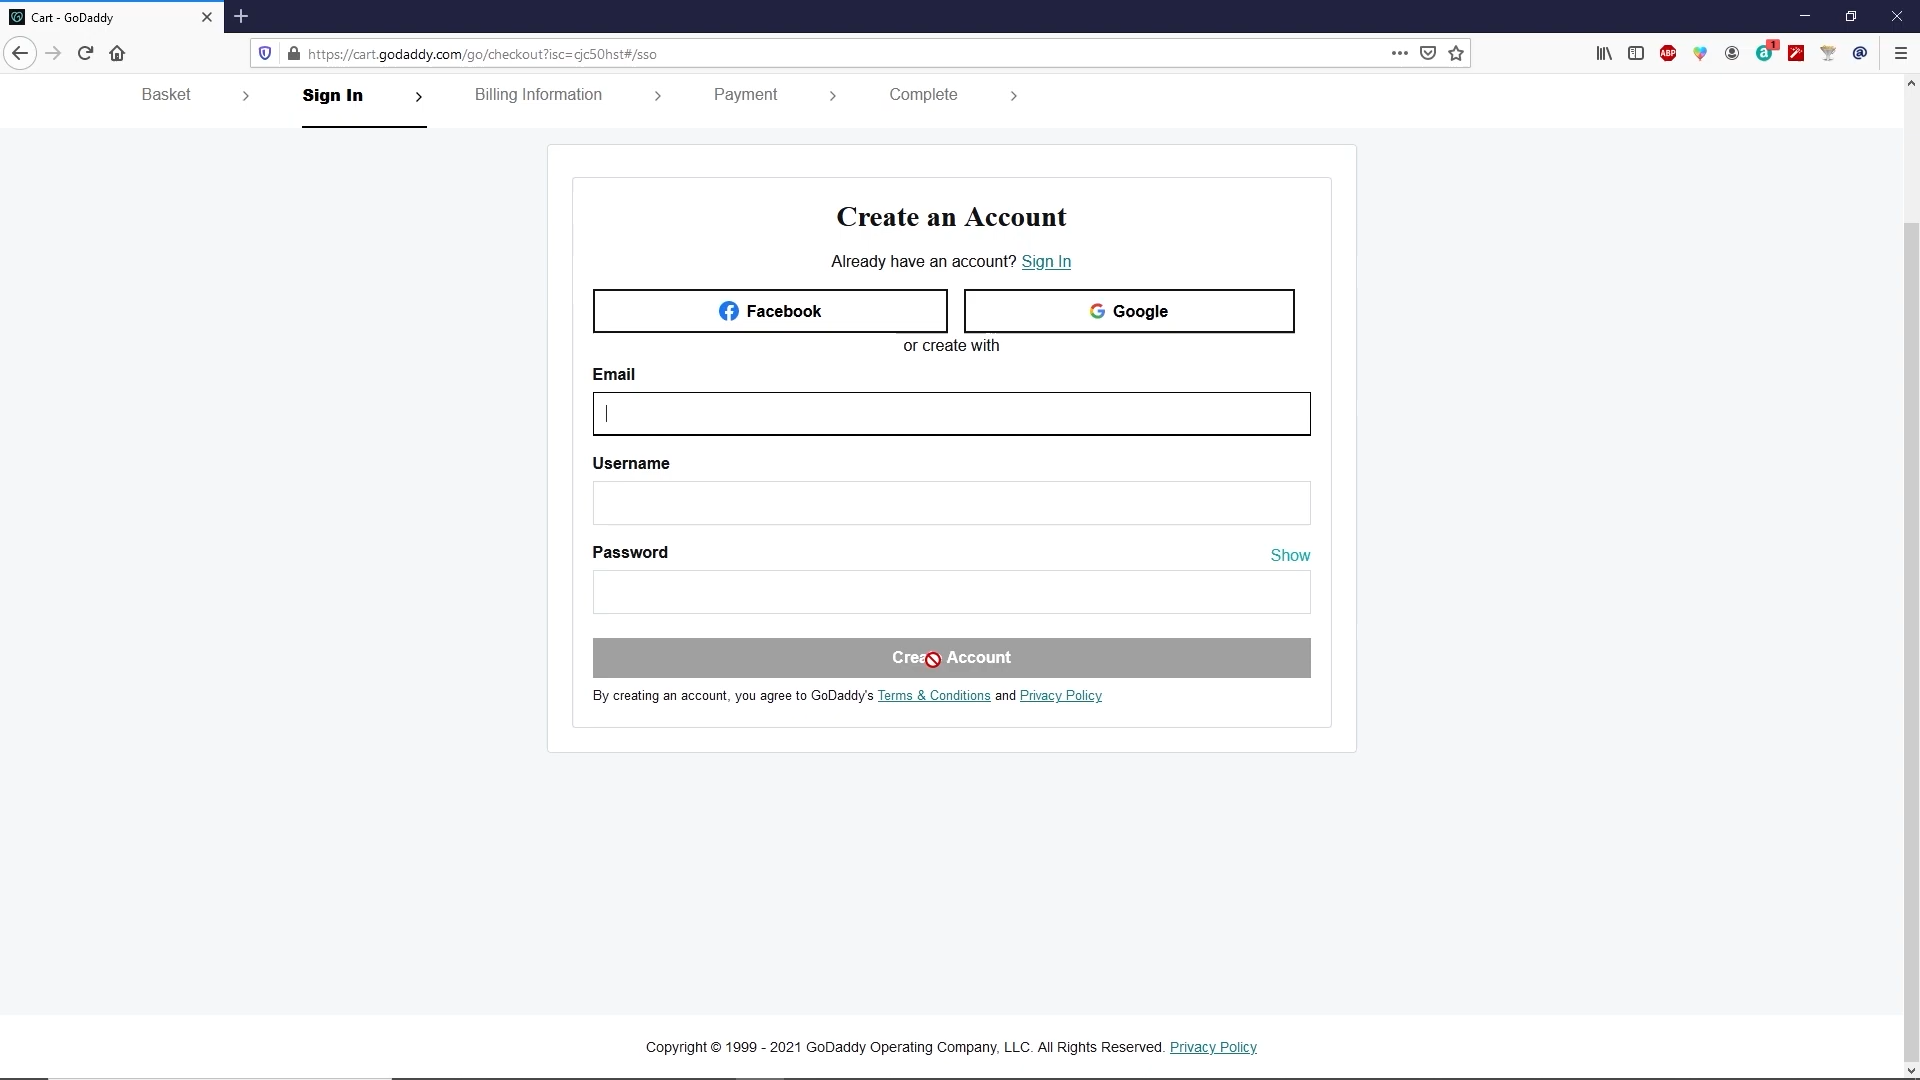 Cart - GoDaddy
https://cart.godaddy.com/go/checkout?isc=cjc50hst#/sso
ABP
1
Basket
Sign In
Billing Information
Payment
Complete
Create an Account
Already have an account? Sign In
Facebook
Google
or create with
Email
Username
Password
Show
Account
By creating an account, you agree to GoDaddy's Terms & Conditions and Privacy Policy
Copyright © 1999 - 2021 GoDaddy Operating Company, LLC. All Rights Reserved. Privacy Policy